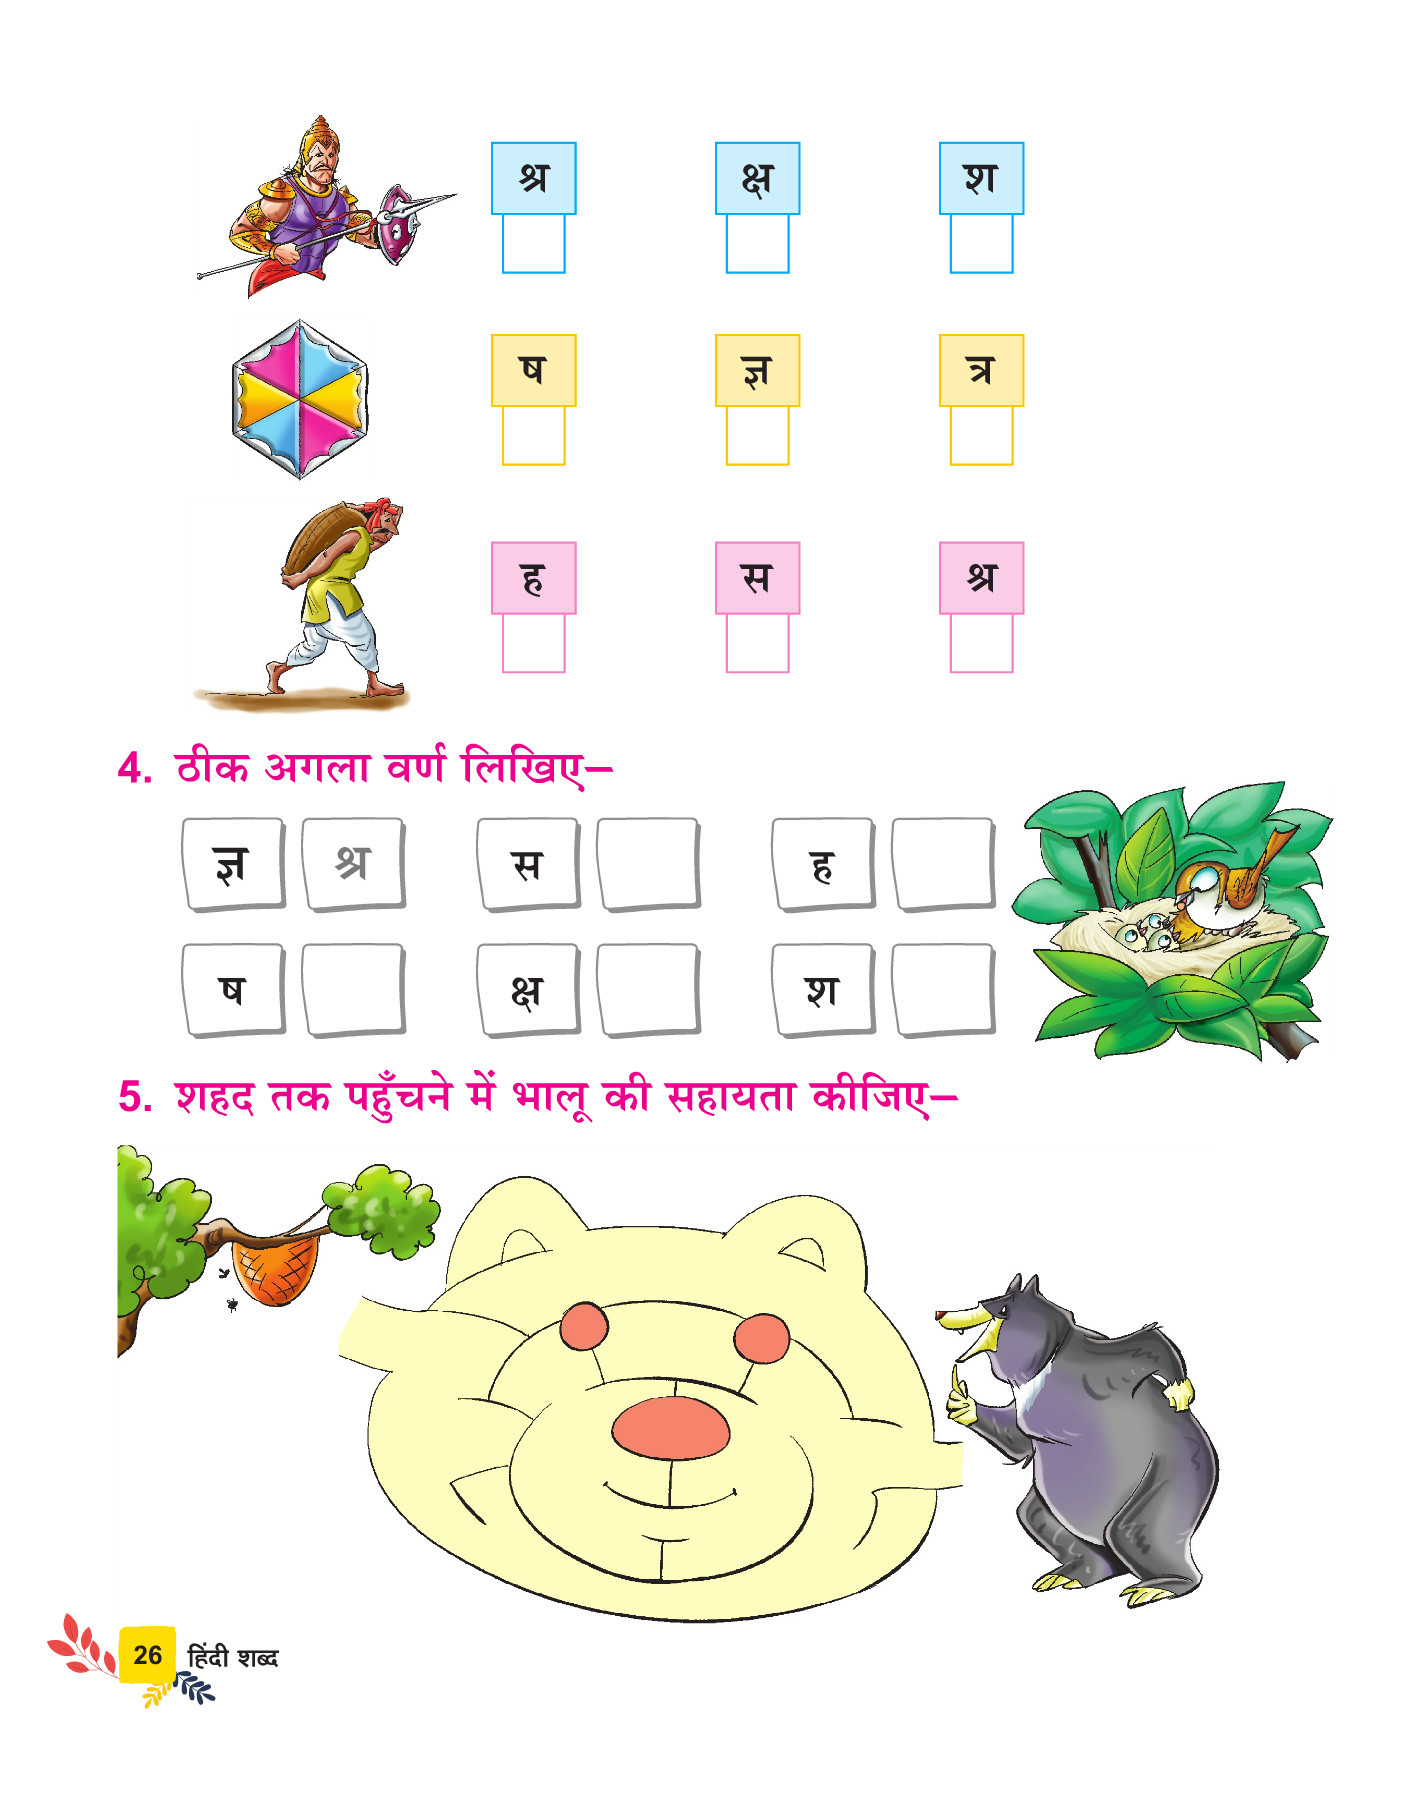 श्र क्ष श
ष ज्ञ त्र
ह स श्र
4. ठीक अगला वर्ण लिखिए–
ज्ञ श्र स ह
ष क्ष श
5. शहद तक पहुँचने में भालू की सहायता कीजिए–
26 हिंदी शब्द